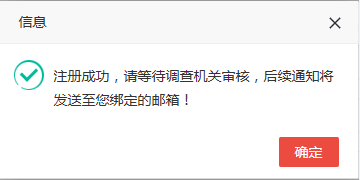 信息
注册成功，请等待调查机关审核，后续通知将
发送至您绑定的邮箱！
确定